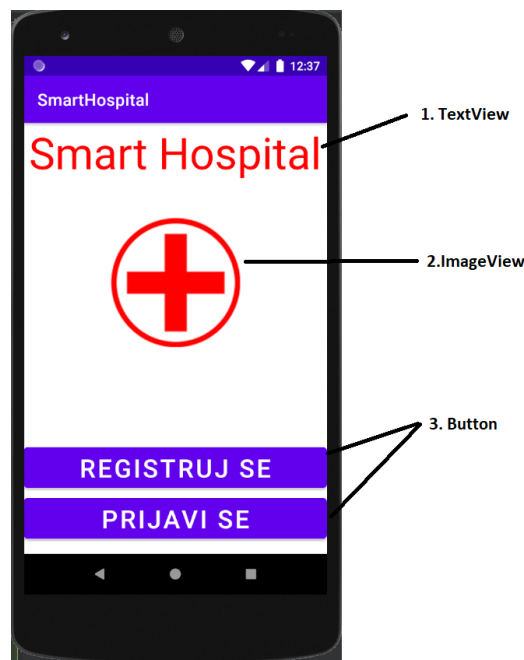 12:37
SmartHospital
1. TextView
Smart Hospital
2.ImageView
3. Button
REGISTRUJ SE
PRIJAVI SE